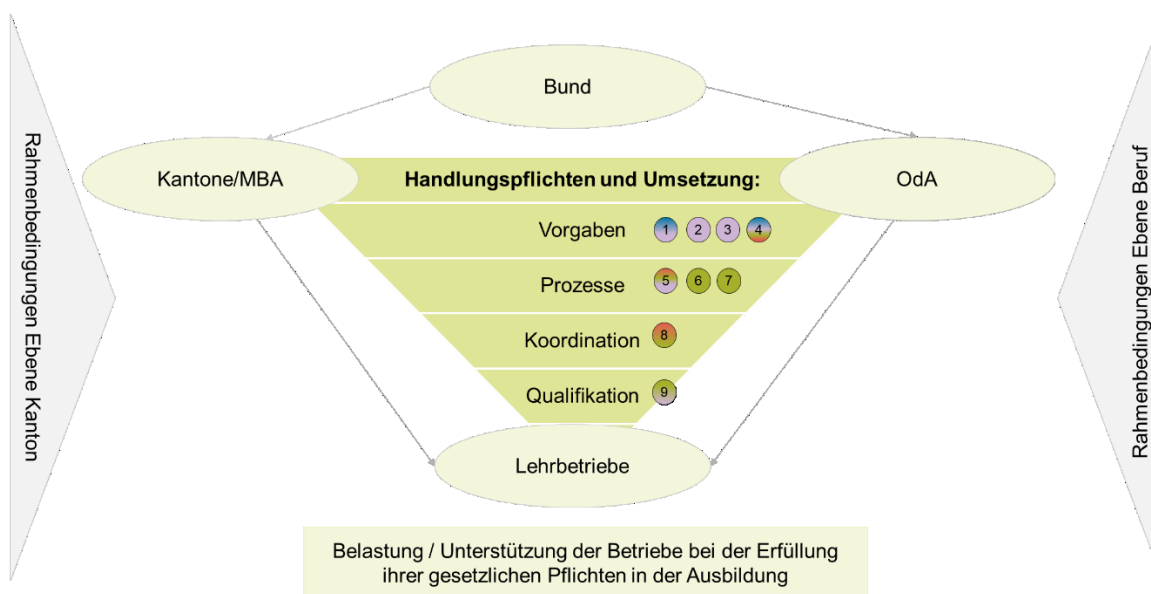 Bund
Kantone/MBA
OdA
Handlungspflichten und Umsetzung:
Vorgaben 1 2 3 4
Prozesse 5 6 7
Koordination 8
Qualifikation 9
Lehrbetriebe
Rahmenbedingungen Ebene Kanton
Rahmenbedingungen Ebene Beruf
Belastung / Unterstützung der Betriebe bei der Erfüllung
ihrer gesetzlichen Pflichten in der Ausbildung